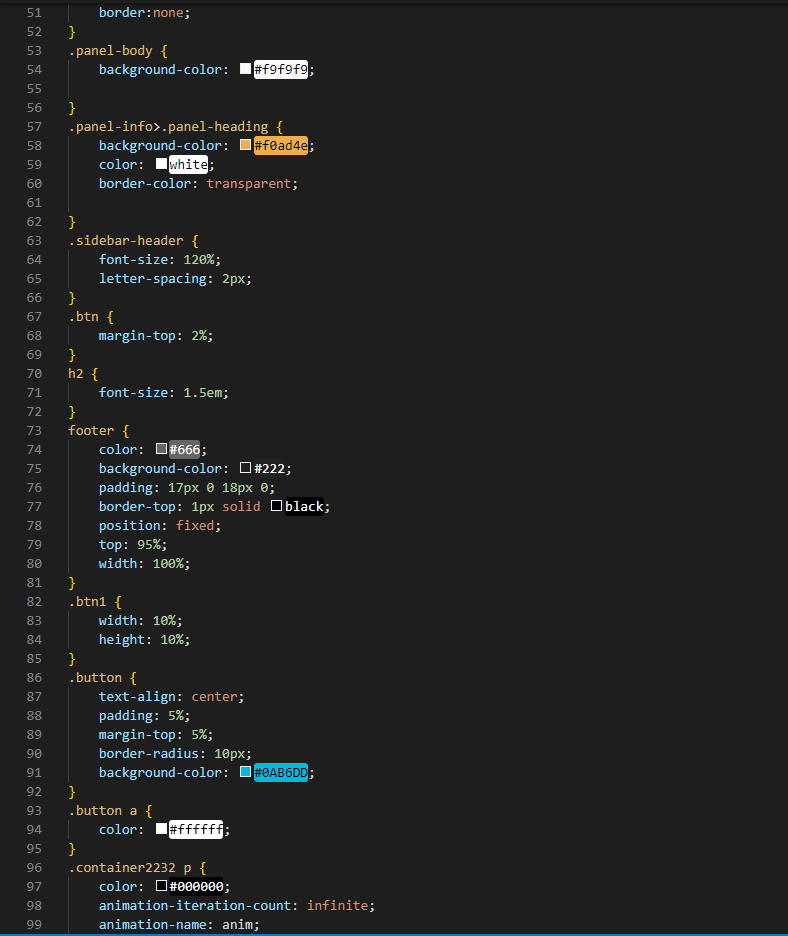 51 border:none;
52 }
53 .panel-body {
54 background-color: #f9f9f9;
55
56 }
57 .panel-info>.panel-heading {
58 background-color: #f0ad4e;
59 color: white;
60 border-color: transparent;
61
62 }
63 .sidebar-header {
64 font-size: 120%;
65 letter-spacing: 2px;
66 }
67 .btn {
68 margin-top: 2%;
69 }
70 h2 {
71 font-size: 1.5em;
72 }
73 footer {
74 color: #666;
75 background-color: #222;
76 padding: 17px 0 18px 0;
77 border-top: 1px solid black;
78 position: fixed;
79 top: 95%;
80 width: 100%;
81 }
82 .btn1 {
83 width: 10%;
84 height: 10%;
85 }
86 .button {
87 text-align: center;
88 padding: 5%;
89 margin-top: 5%;
90 border-radius: 10px;
91 background-color: #0AB6DD;
92 }
93 .button a {
94 color: #ffffff;
95 }
96 .container2232 p {
97 color: #000000;
98 animation-iteration-count: infinite;
99 animation-name: anim;